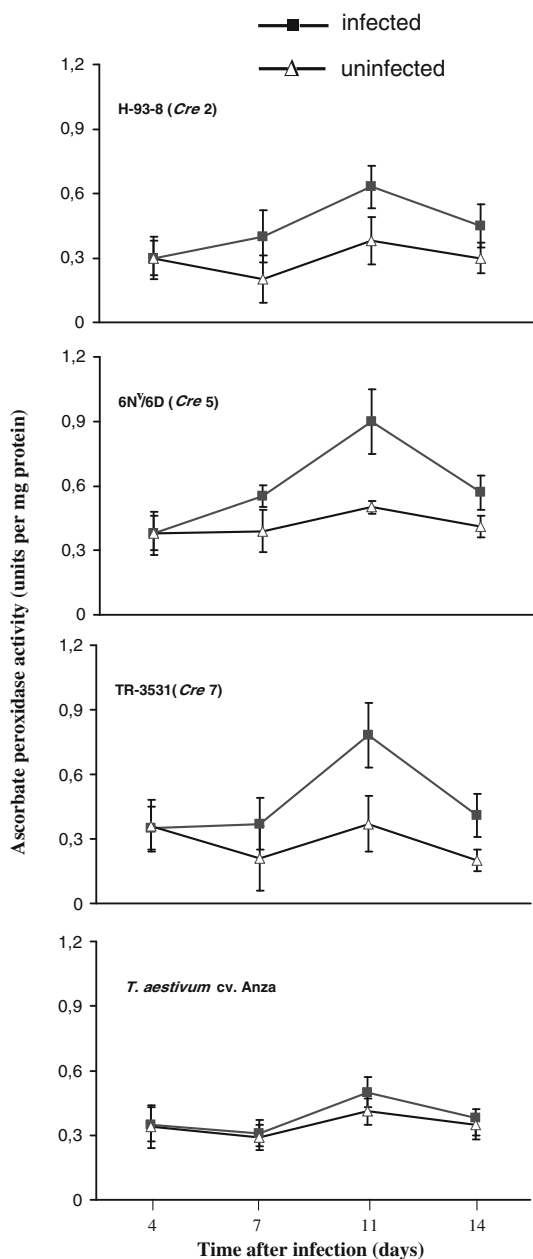 infected
uninfected
1,2
H-93-8 (Cre 2)
0,9
0,6
0,3
0
1,2
6Nᵛ/6D (Cre 5)
0,9
0,6
0,3
0
1,2
TR-3531(Cre 7)
0,9
0,6
0,3
0
1,2
T. aestivum cv. Anza
0,9
0,6
0,3
0
4 7 11 14
Time after infection (days)
Ascorbate peroxidase activity (units per mg protein)